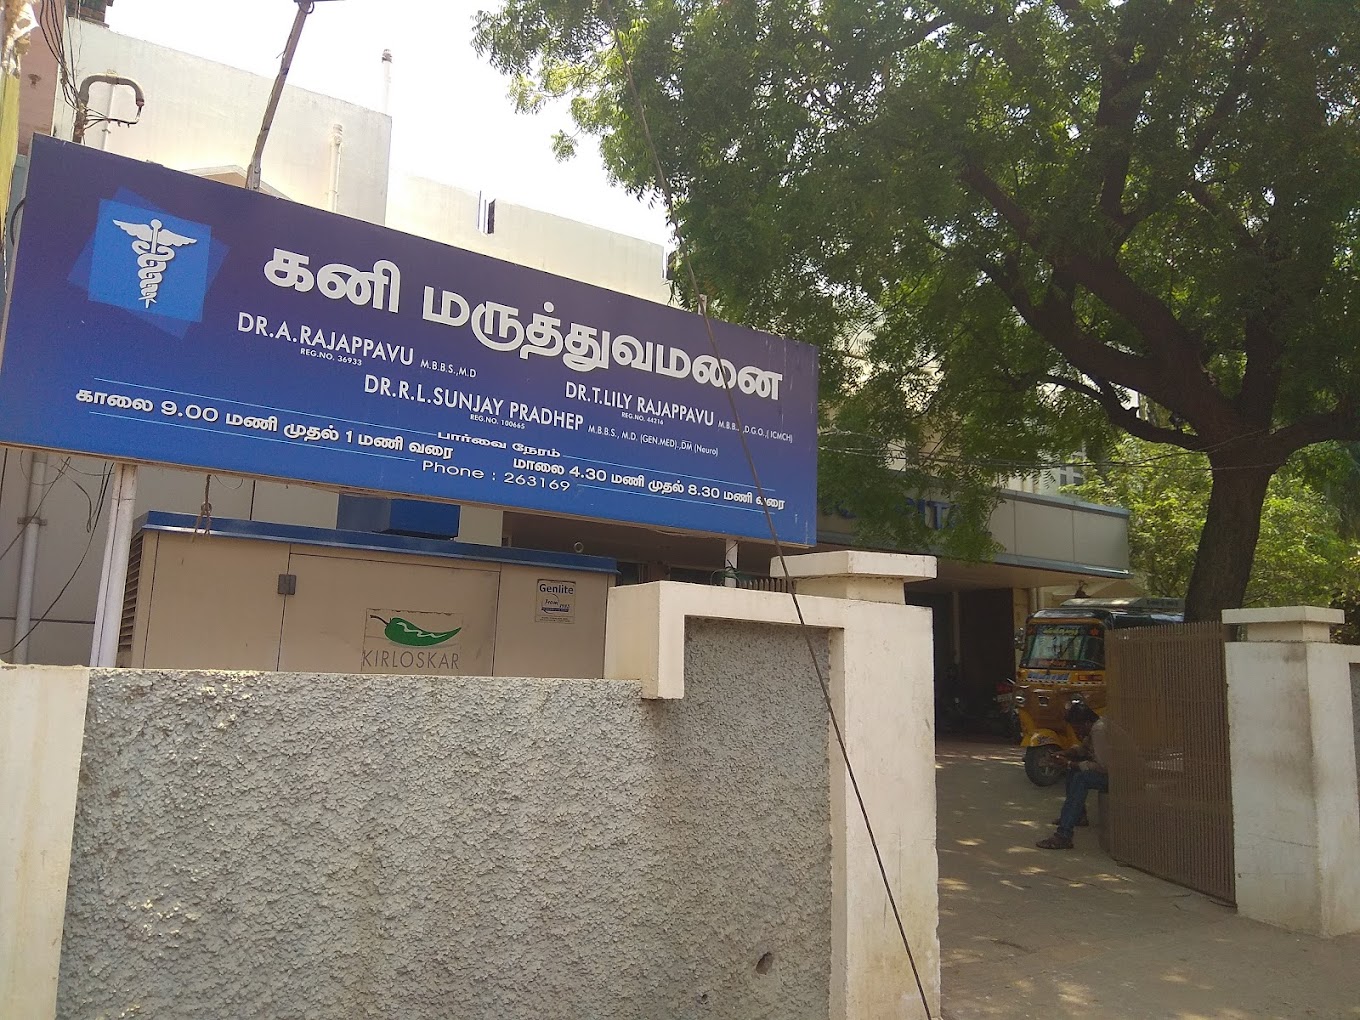 கனி மருத்துவமனை
DR.A.RAJAPPAVU M.B.B.S.,M.D
REG.NO. 36933
DR.T.LILY RAJAPPAVU M.B.B.S.,D.G.O.,( ICMCH)
REG.NO. 44214
DR.R.L.SUNJAY PRADHEP M.B.B.S., M.D. (GEN.MED).,DM (Neuro)
REG.NO. 100665
பார்வை நேரம்
காலை 9.00 மணி முதல் 1 மணி வரை
மாலை 4.30 மணி முதல் 8.30 மணி வரை
Phone : 263169
Genlite
From
KIRLOSKAR